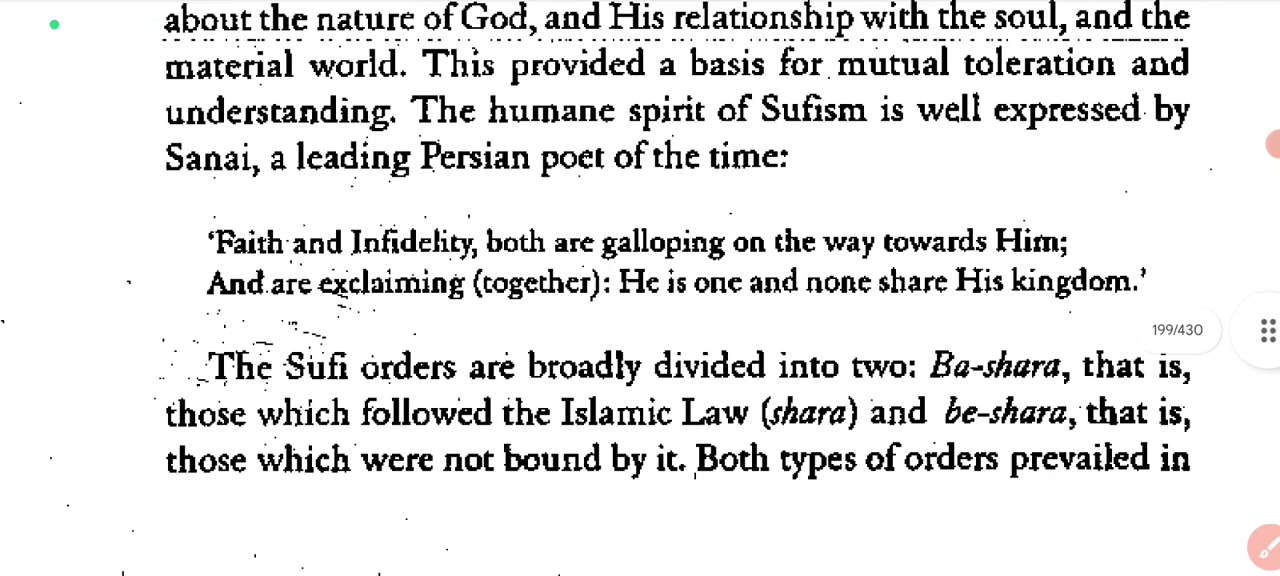 about the nature of God, and His relationship with the soul, and the
material world. This provided a basis for mutual toleration and
understanding. The humane spirit of Sufism is well expressed by
Sanai, a leading Persian poet of the time:
'Faith and Infidelity, both are galloping on the way towards Him;
And are exclaiming (together): He is one and none share His kingdom.'
199/430
The Sufi orders are broadly divided into two: Ba-shara, that is,
those which followed the Islamic Law (shara) and be-shara, that is,
those which were not bound by it. Both types of orders prevailed in